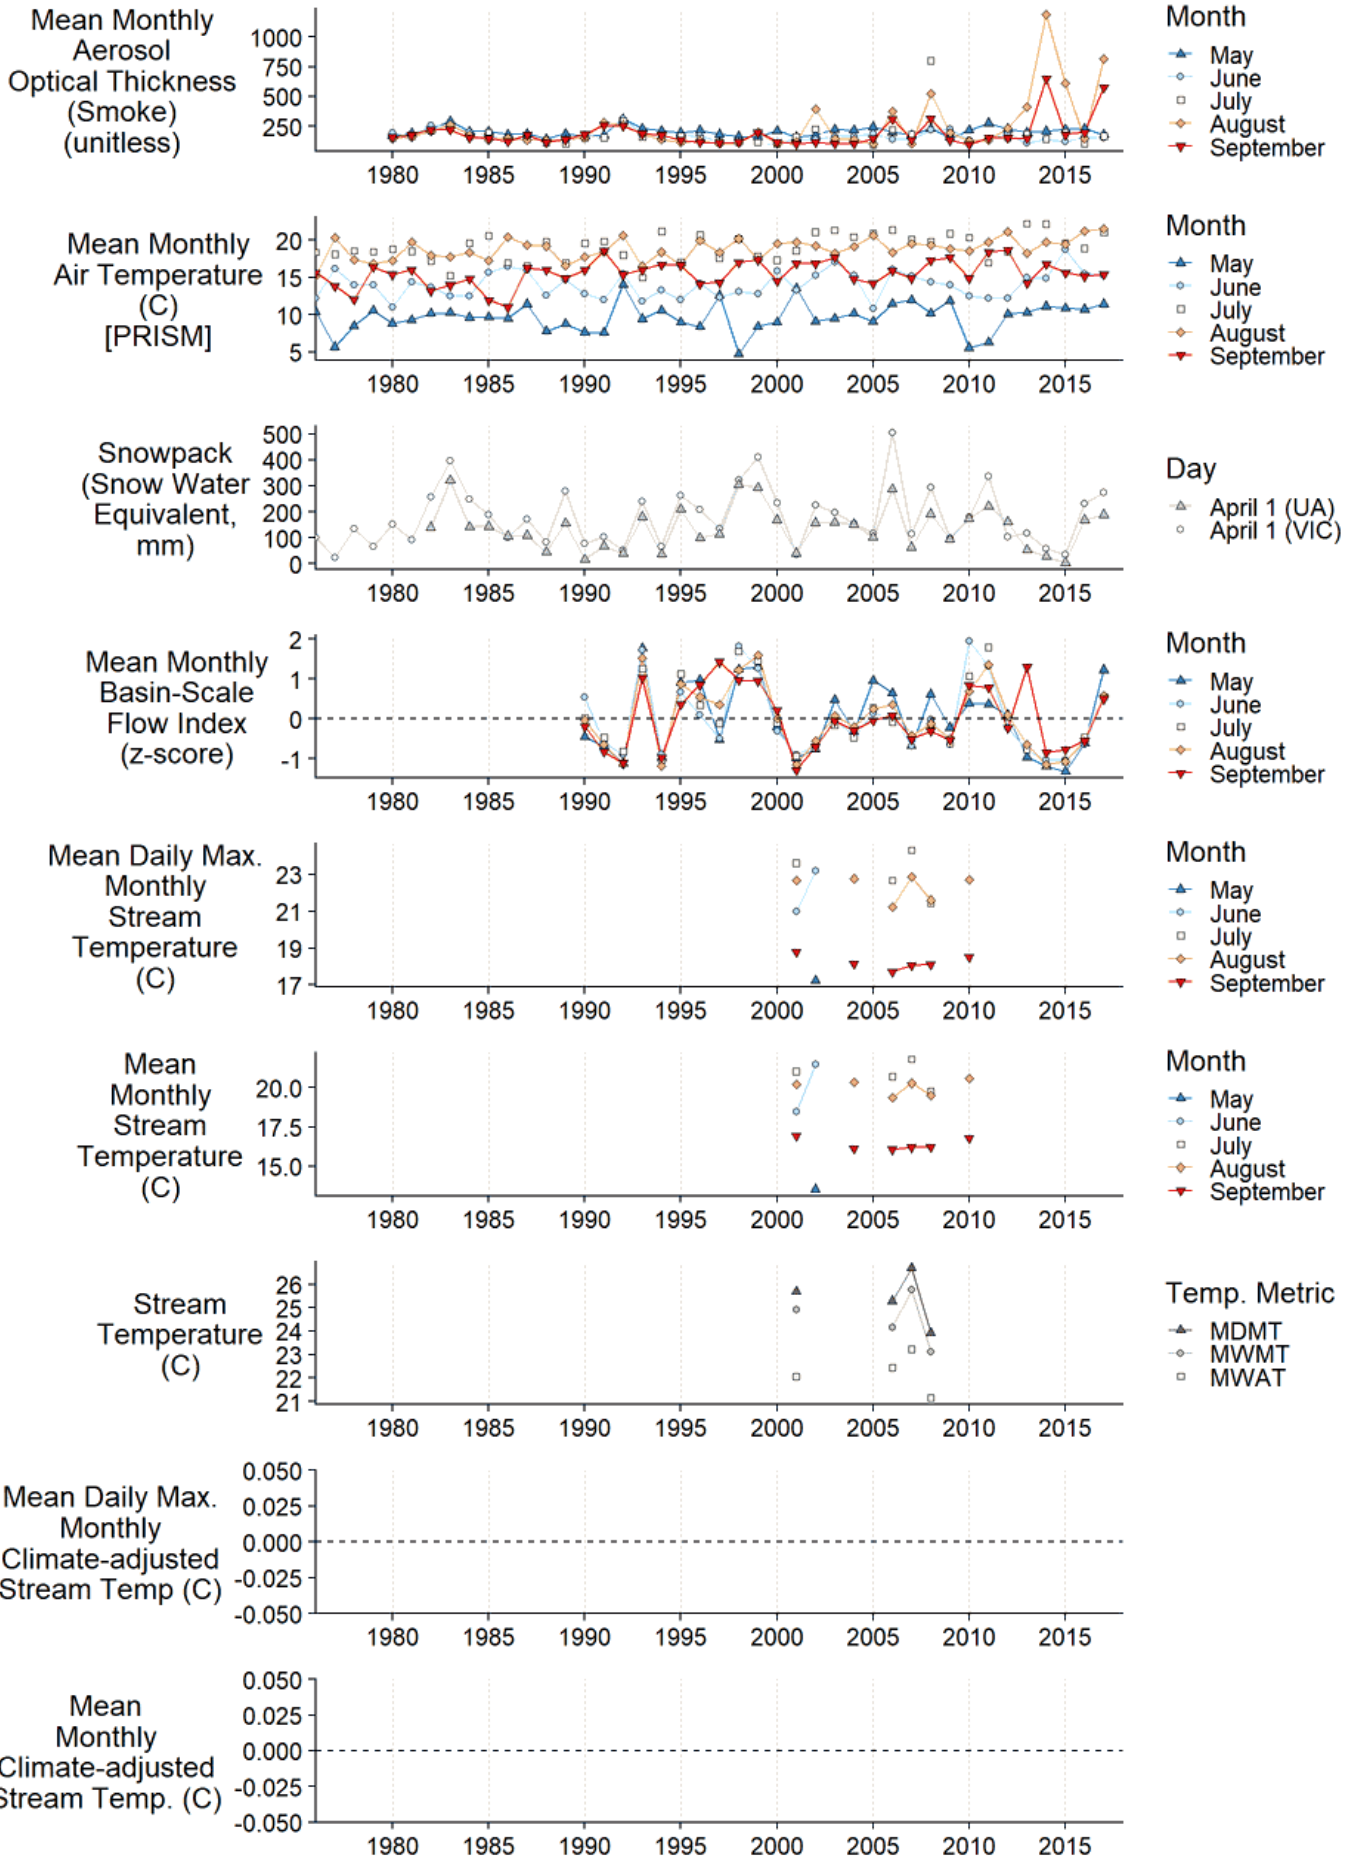 Mean Monthly
Aerosol
Optical Thickness
(Smoke)
(unitless)
1000
750
500
250
1980 1985 1990 1995 2000 2005 2010 2015
Month
May
June
July
August
September
Mean Monthly
Air Temperature
(C)
[PRISM]
20
15
10
5
1980 1985 1990 1995 2000 2005 2010 2015
Month
May
June
July
August
September
Snowpack
(Snow Water
Equivalent,
mm)
500
400
300
200
100
0
1980 1985 1990 1995 2000 2005 2010 2015
Day
April 1 (UA)
April 1 (VIC)
Mean Monthly
Basin-Scale
Flow Index
(z-score)
2
1
0
-1
1980 1985 1990 1995 2000 2005 2010 2015
Month
May
June
July
August
September
Mean Daily Max.
Monthly
Stream
Temperature
(C)
23
21
19
17
1980 1985 1990 1995 2000 2005 2010 2015
Month
May
June
July
August
September
Mean
Monthly
Stream
Temperature
(C)
20.0
17.5
15.0
1980 1985 1990 1995 2000 2005 2010 2015
Month
May
June
July
August
September
Stream
Temperature
(C)
26
25
24
23
22
21
1980 1985 1990 1995 2000 2005 2010 2015
Temp. Metric
MDMT
MWMT
MWAT
Mean Daily Max.
Monthly
Climate-adjusted
Stream Temp (C)
0.050
0.025
0.000
-0.025
-0.050
1980 1985 1990 1995 2000 2005 2010 2015
Mean
Monthly
Climate-adjusted
Stream Temp. (C)
0.050
0.025
0.000
-0.025
-0.050
1980 1985 1990 1995 2000 2005 2010 2015